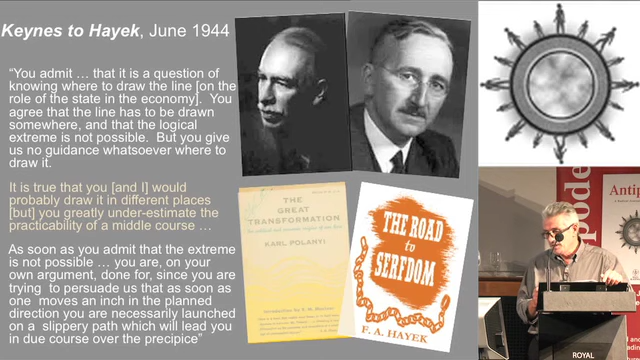 Keynes to Hayek, June 1944
“You admit … that it is a question of
knowing where to draw the line [on the
role of the state in the economy].  You
agree that the line has to be drawn
somewhere, and that the logical
extreme is not possible.  But you give
us no guidance whatsoever where to
draw it.
It is true that you [and I] would
probably draw it in different places
[but] you greatly under-estimate the
practicability of a middle course …
As soon as you admit that the extreme
is not possible … you are, on your
own argument, done for, since you are
trying  to persuade us that as soon as
one  moves an inch in the planned
direction you are necessarily launched
on a  slippery path which will lead you
in due course over the precipice”
THE
GREAT
TRANSFORMATION
KARL POLANYI
THE ROAD
to
SERFDOM
F. A. HAYEK
Antip
ROYAL